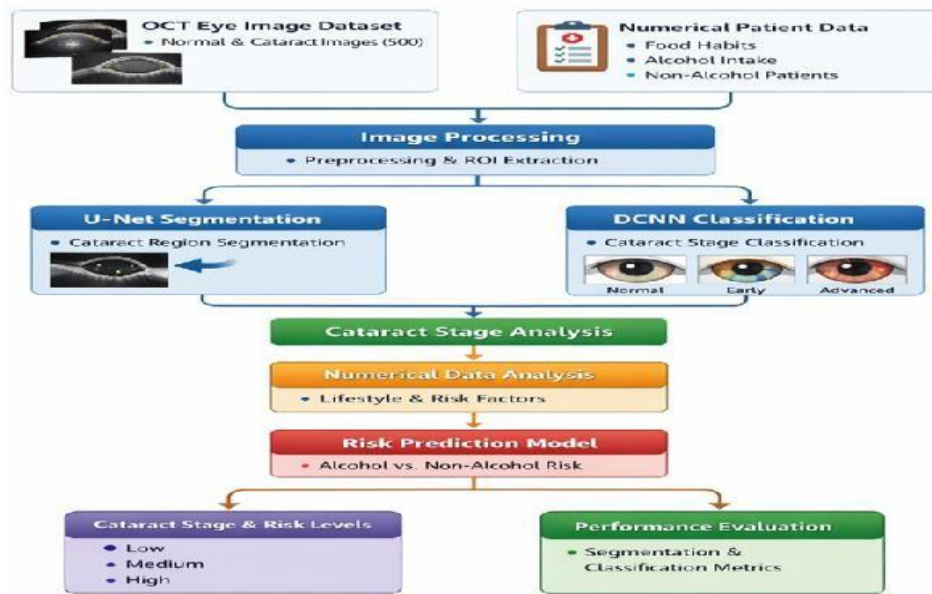 OCT Eye Image Dataset
• Normal & Cataract Images (500)
Numerical Patient Data
• Food Habits
• Alcohol Intake
• Non-Alcohol Patients
Image Processing
• Preprocessing & ROI Extraction
U-Net Segmentation
• Cataract Region Segmentation
DCNN Classification
• Cataract Stage Classification
Normal Early Advanced
Cataract Stage Analysis
Numerical Data Analysis
• Lifestyle & Risk Factors
Risk Prediction Model
• Alcohol vs. Non-Alcohol Risk
Cataract Stage & Risk Levels
• Low
• Medium
• High
Performance Evaluation
• Segmentation &
Classification Metrics